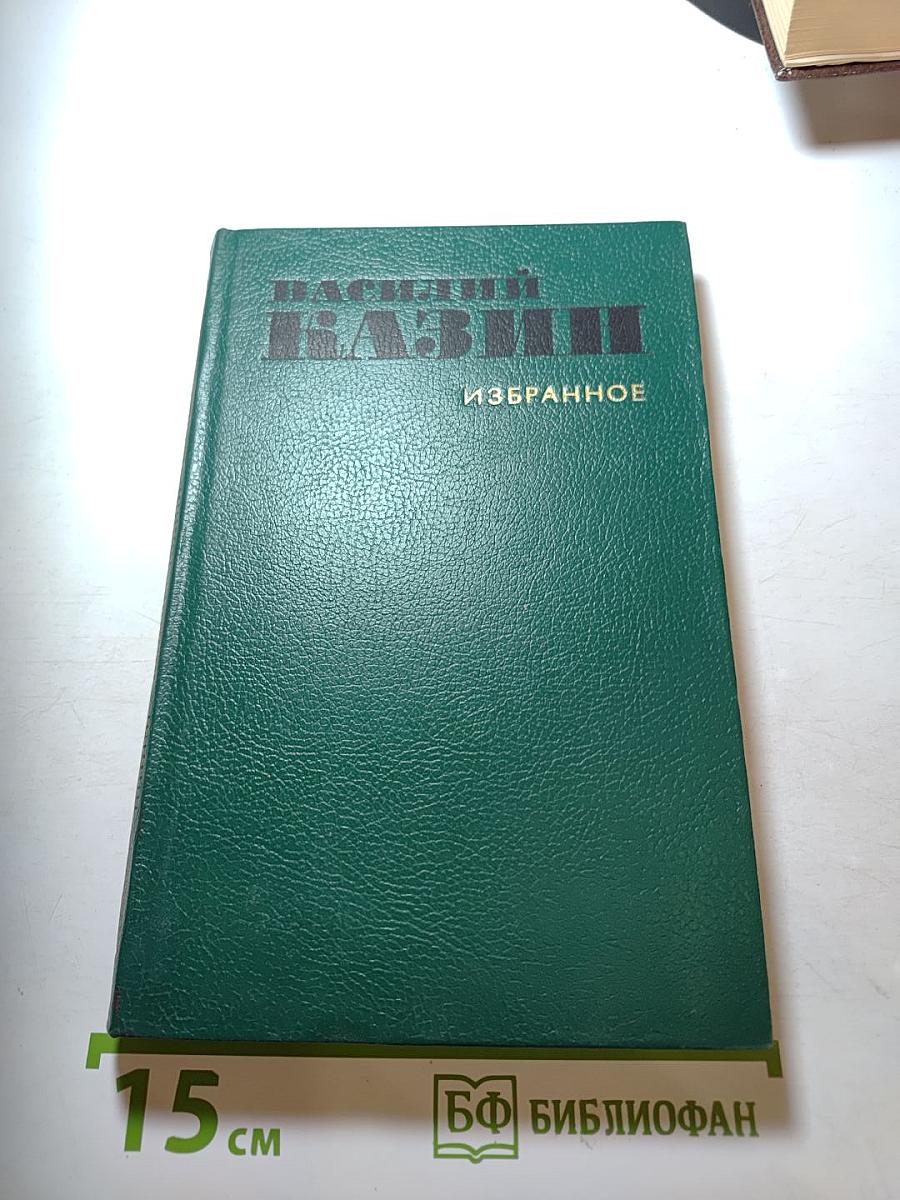 ВАСИЛИЙ
КАЗИН
ИЗБРАННОЕ
15 см
БФ БИБЛИОФАН